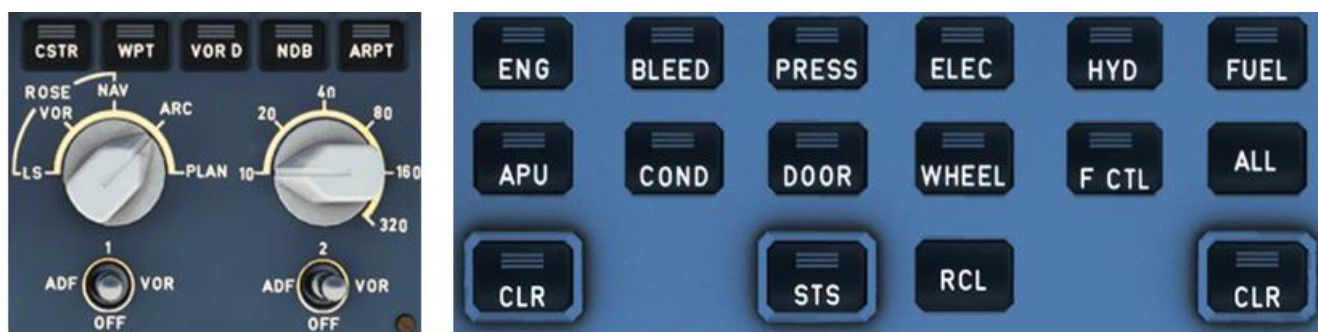 CSTR WPT VOR D NDB ARPT
ROSE NAV
VOR ARC
LS PLAN
40
20 80
10 160
320
1
ADF VOR
OFF
2
ADF VOR
OFF
ENG BLEED PRESS ELEC HYD FUEL
APU COND DOOR WHEEL F CTL ALL
CLR STS RCL CLR